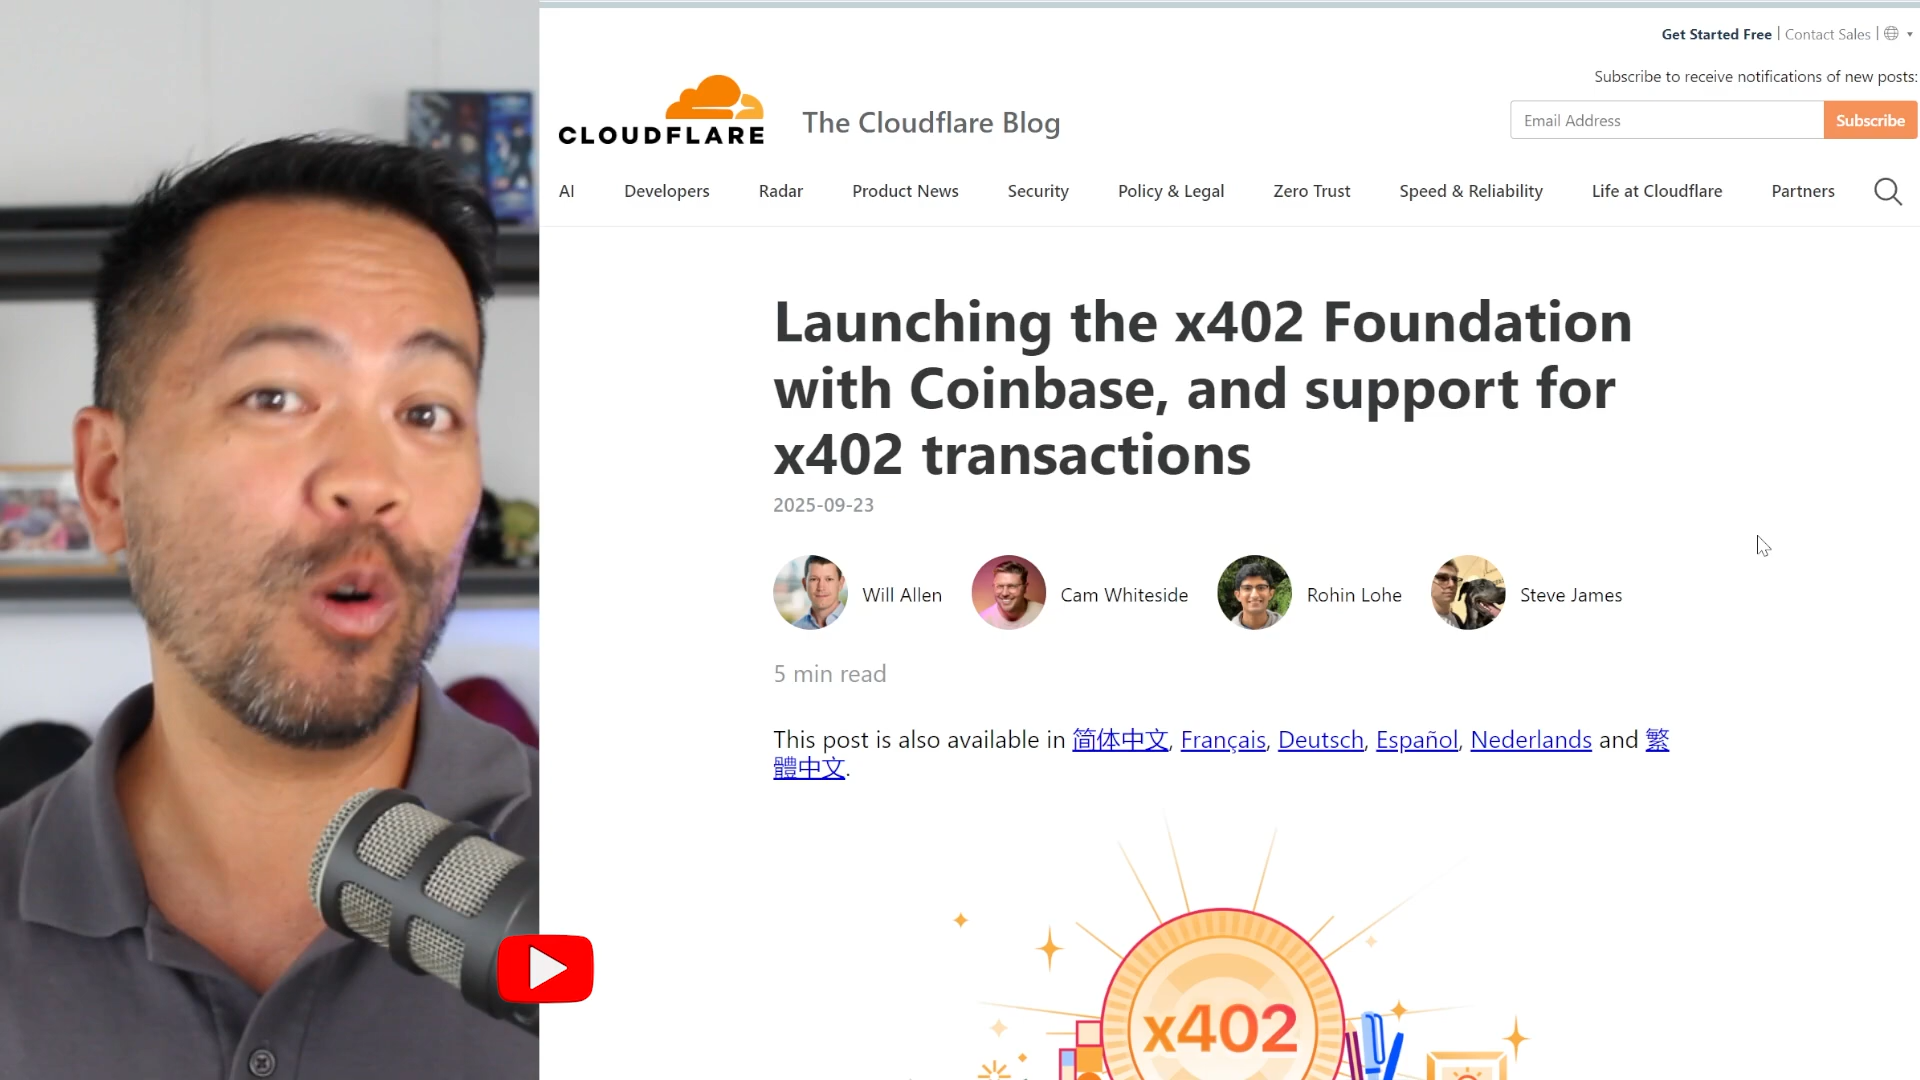 Get Started Free | Contact Sales |
Subscribe to receive notifications of new posts:
CLOUDFLARE
The Cloudflare Blog
Email Address
Subscribe
AI
Developers
Radar
Product News
Security
Policy & Legal
Zero Trust
Speed & Reliability
Life at Cloudflare
Partners
Launching the x402 Foundation
with Coinbase, and support for
x402 transactions
2025-09-23
Will Allen
Cam Whiteside
Rohin Lohe
Steve James
5 min read
This post is also available in 简体中文, Français, Deutsch, Español, Nederlands and 繁
體中文.
x402